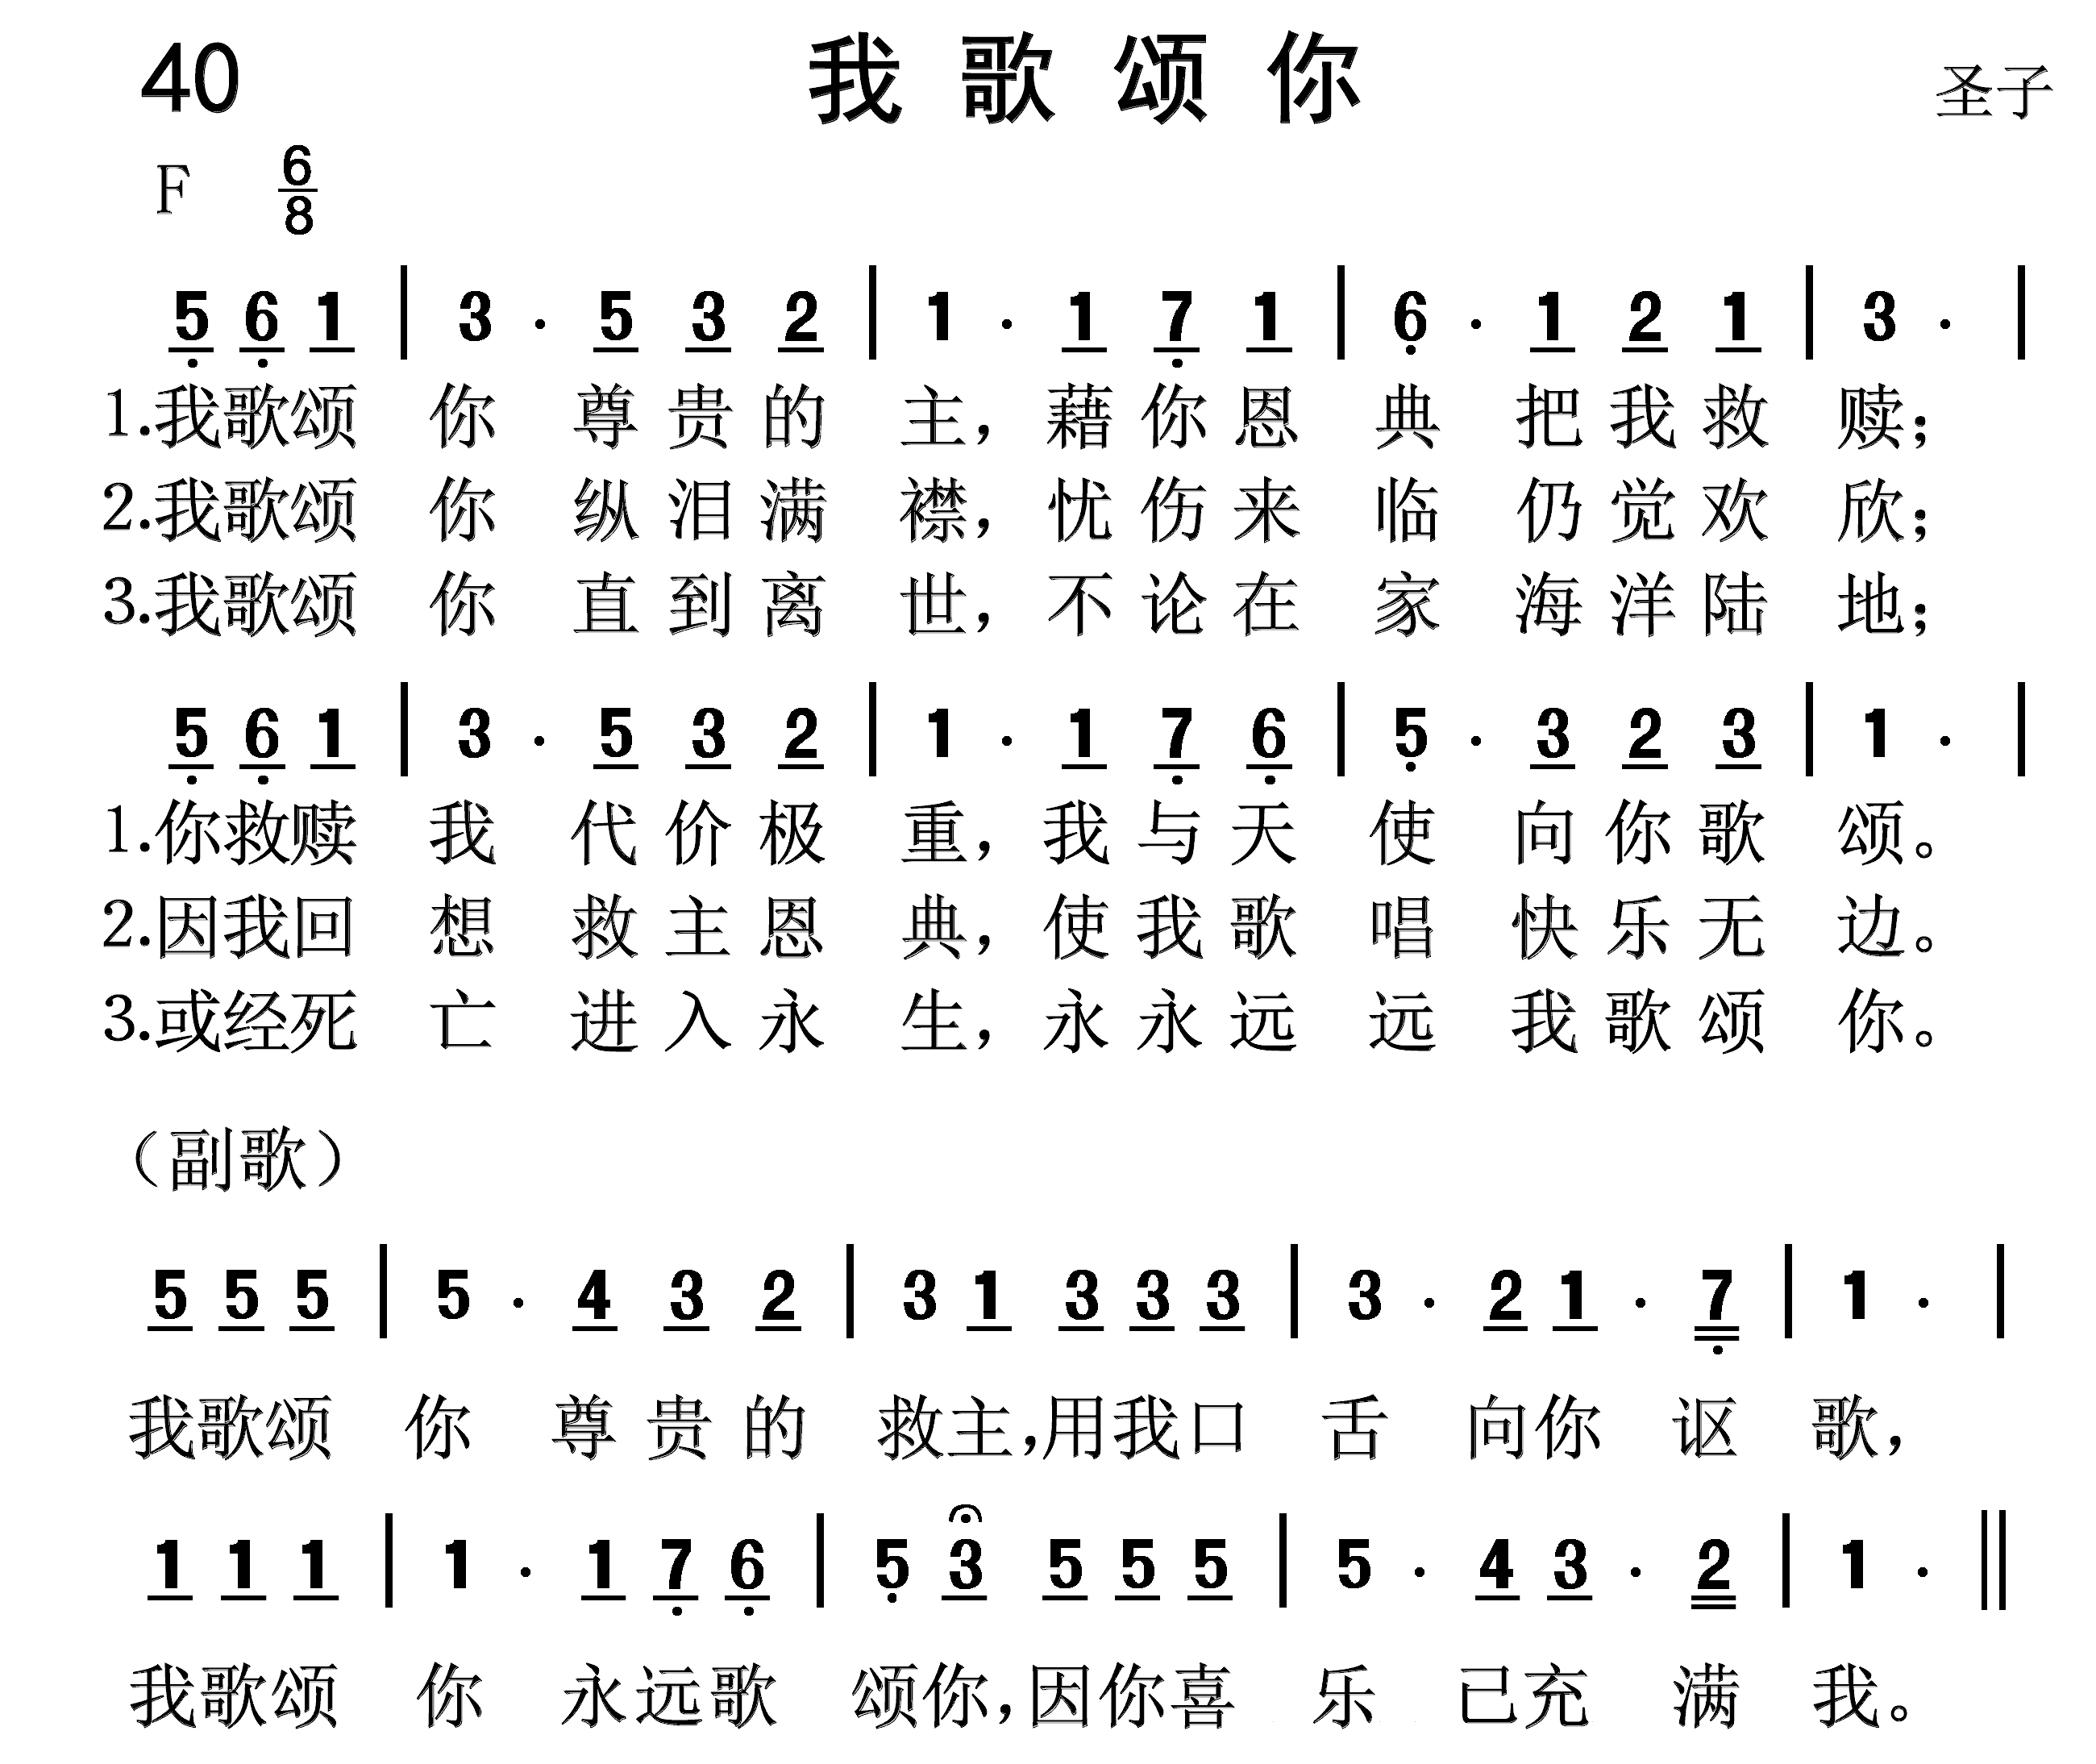 40 我歌颂你 圣子
F 6/8
5 6 1 | 3 · 5 3 2 | 1 · 1 7 1 | 6 · 1 2 1 | 3 · |
1.我歌颂 你 尊贵的 主，藉你恩 典 把我救 赎；
2.我歌颂 你 纵泪满 襟，忧伤来 临 仍觉欢 欣；
3.我歌颂 你 直到离 世，不论在 家 海洋陆 地；
5 6 1 | 3 · 5 3 2 | 1 · 1 7 6 | 5 · 3 2 3 | 1 · |
1.你救赎 我 代价极 重，我与天 使 向你歌 颂。
2.因我回 想 救主恩 典，使我歌 唱 快乐无 边。
3.或经死 亡 进入永 生，永永远 远 我歌颂 你。
（副歌）
5 5 5 | 5 · 4 3 2 | 3 1 3 3 3 | 3 · 2 1 · 7 | 1 · |
我歌颂 你 尊贵的 救主，用我口 舌 向你 讴 歌，
1 1 1 | 1 · 1 7 6 | 5 3 5 5 5 | 5 · 4 3 · 2 | 1 · ‖
我歌颂 你 永远歌 颂你，因你喜 乐 已充 满 我。